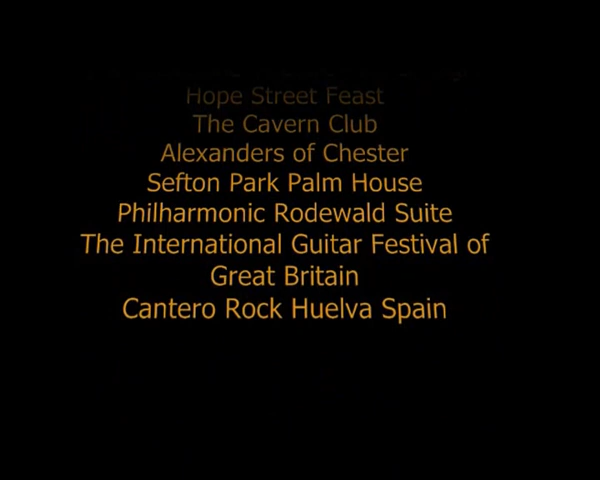 Hope Street Feast
The Cavern Club
Alexanders of Chester
Sefton Park Palm House
Philharmonic Rodewald Suite
The International Guitar Festival of
Great Britain
Cantero Rock Huelva Spain